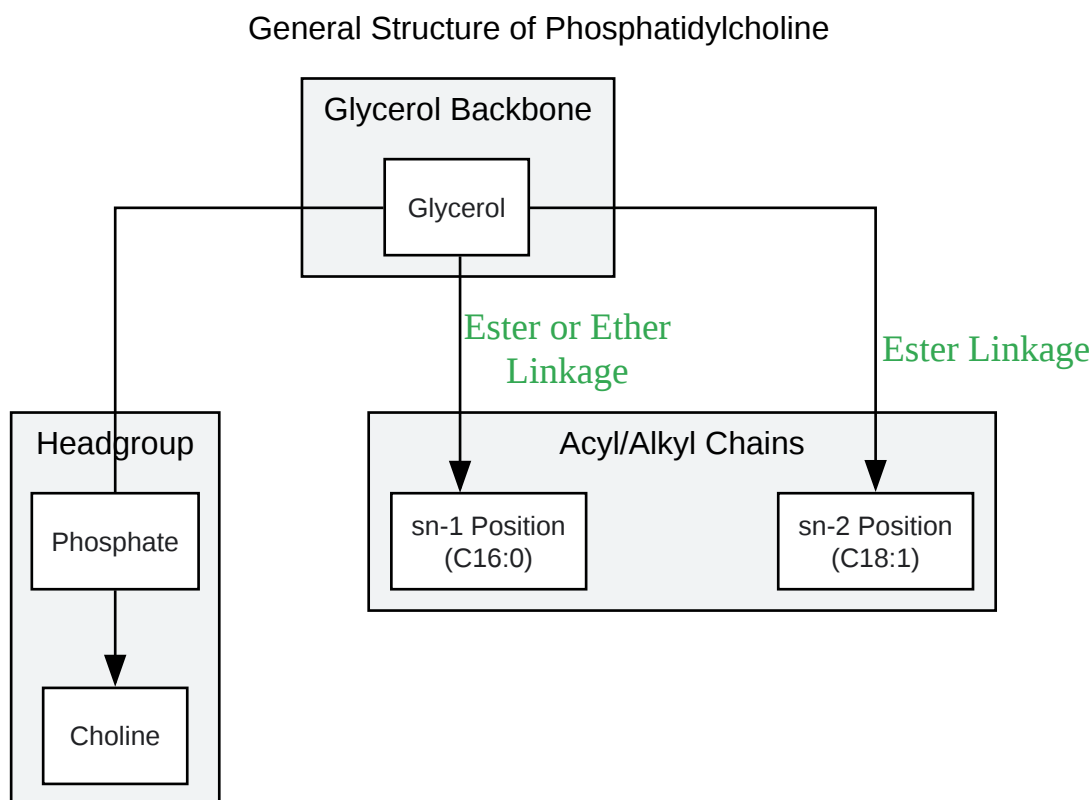 General Structure of Phosphatidylcholine
Glycerol Backbone
Glycerol
Ester or Ether
Linkage
Ester Linkage
Headgroup
Phosphate
Choline
Acyl/Alkyl Chains
sn-1 Position
(C16:0)
sn-2 Position
(C18:1)